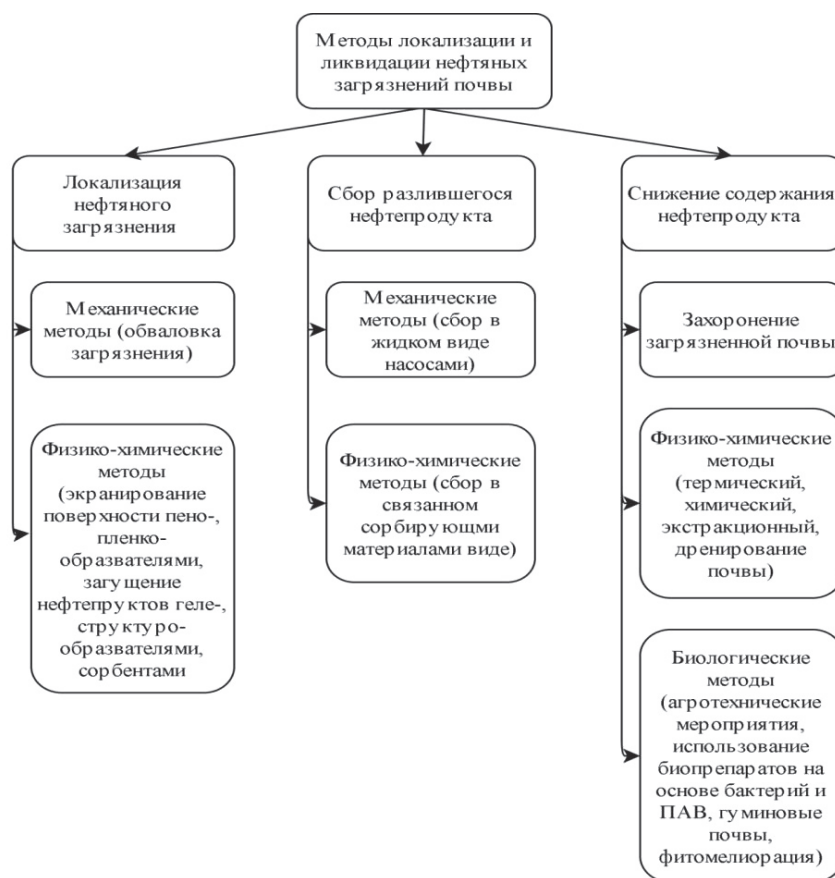 Методы локализации и
ликвидации нефтяных
загрязнений почвы
Локализация
нефтяного
загрязнения
Механические
методы (обваловка
загрязнения)
Физико-химические
методы
(экранирование
поверхности пено-,
пленко-
образвателями,
загущение
нефтепруктов геле-,
структуро-
образвателями,
сорбентами
Сбор разлившегося
нефтепродукта
Механические
методы (сбор в
жидком виде
насосами)
Физико-химические
методы (сбор в
связанном
сорбирующми
материалами виде)
Снижение содержания
нефтепродукта
Захоронение
загрязненной почвы
Физико-химические
методы
(термический,
химический,
экстракционный,
дренирование
почвы)
Биологические
методы
(агротехнические
мероприятия,
использование
биопрепаратов на
основе бактерий и
ПАВ, гуминовые
почвы,
фитомелиорация)